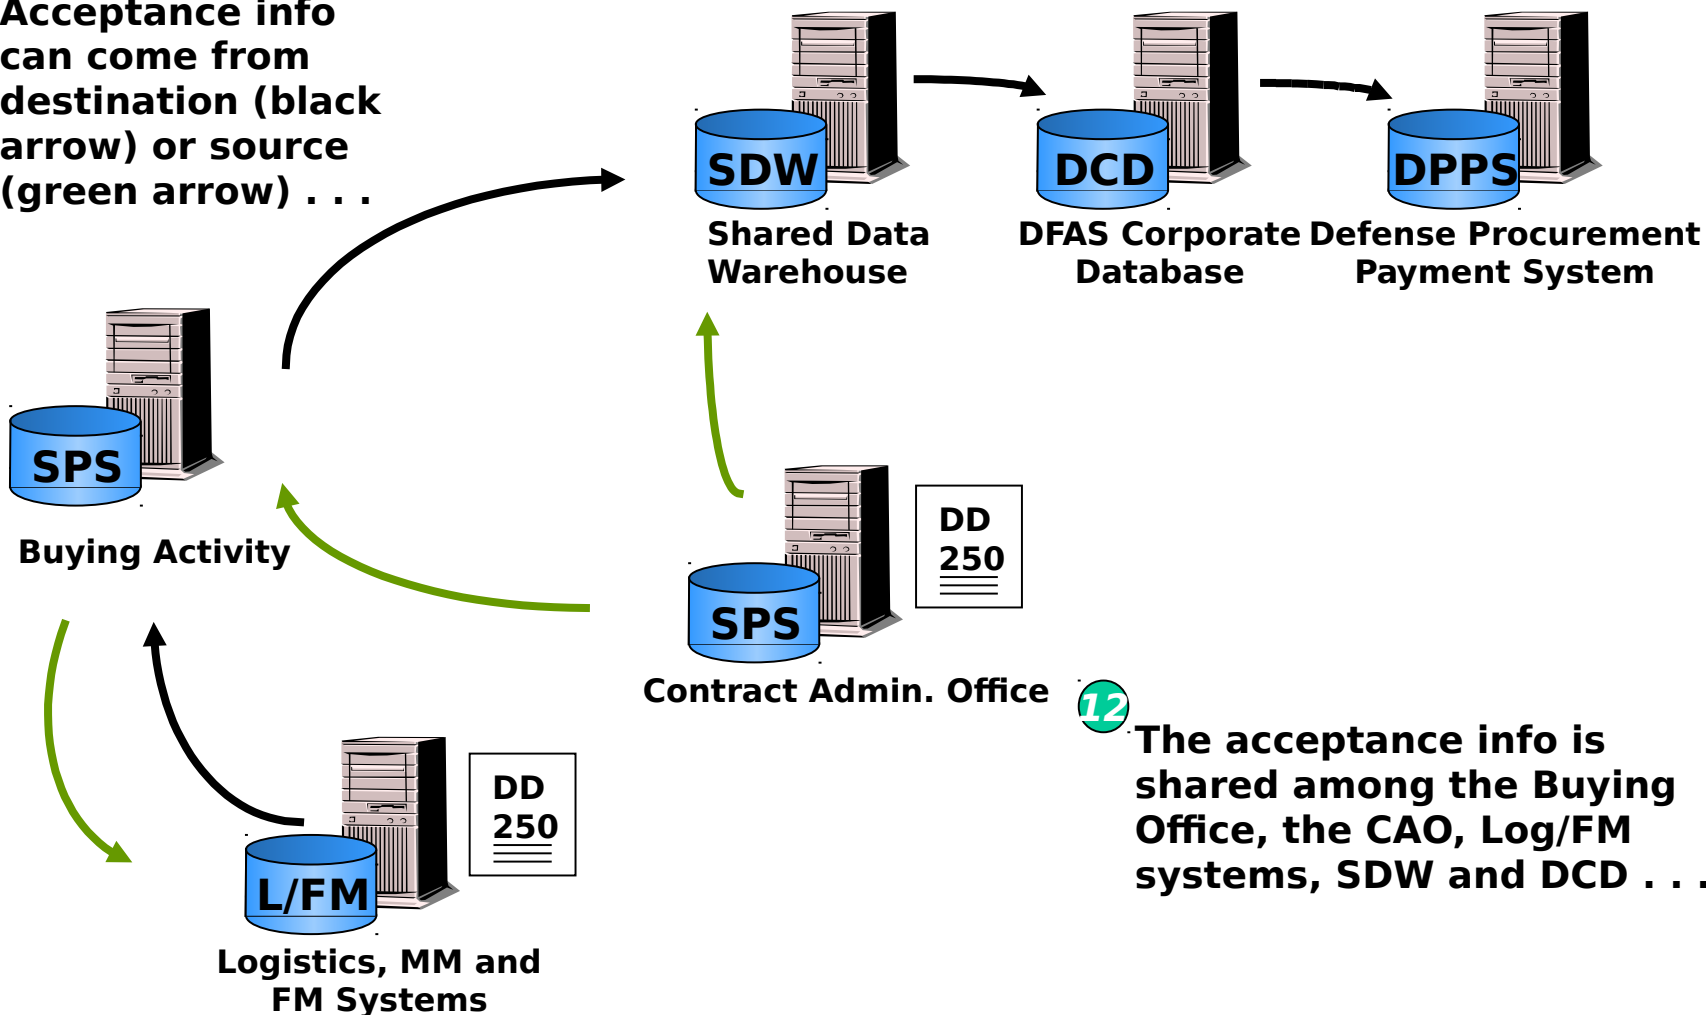 Acceptance info
can come from
destination (black
arrow) or source
(green arrow) . . .
SDW
Shared Data
Warehouse
DCD
DFAS Corporate
Database
DPPS
Defense Procurement
Payment System
SPS
Buying Activity
SPS
DD
250
Contract Admin. Office
12
The acceptance info is
shared among the Buying
Office, the CAO, Log/FM
systems, SDW and DCD . . .
L/FM
DD
250
Logistics, MM and
FM Systems